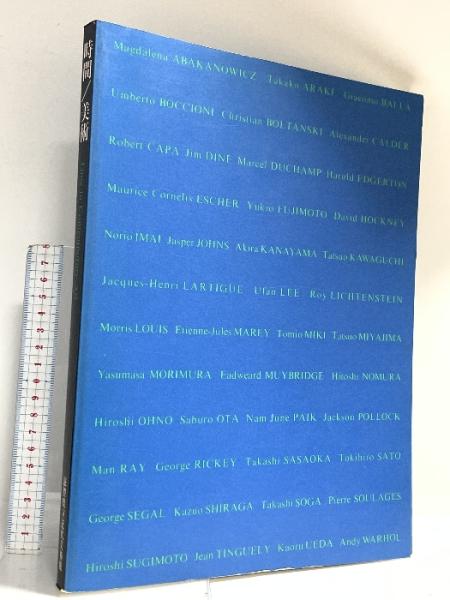 Magdalena ABAKANOWICZ Takako ARAKI Giacomo BALLA
Umberto BOCCIONI Christian BOLTANSKI Alexander CALDER
Robert CAPA Jim DINE Marcel DUCHAMP Harold EDGERTON
Maurice Cornelis ESCHER Yukio FUJIMOTO David HOCKNEY
Norio IMAI Jasper JOHNS Akira KANAYAMA Tatsuo KAWAGUCHI
Jacques-Henri LARTIGUE Ufan LEE Roy LICHTENSTEIN
Morris LOUIS Etienne-Jules MAREY Tomio MIKI Tatsuo MIYAJIMA
Yasumasa MORIMURA Eadweard MUYBRIDGE Hitoshi NOMURA
Hiroshi OHNO Saburo OTA Nam June PAIK Jackson POLLOCK
Man RAY George RICKEY Takashi SASAOKA Tokihiro SATO
George SEGAL Kazuo SHIRAGA Takashi SOGA Pierre SOULAGES
Hiroshi SUGIMOTO Jean TINGUELY Kaoru UEDA Andy WARHOL
時間/美術